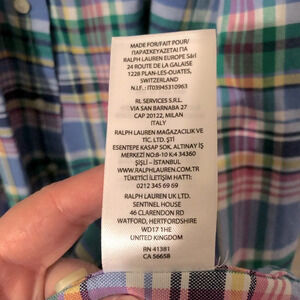 MADE FOR/FAIT POUR/
ΠΑΡΑΣΚΕΥΑΖΕΤΑΙ ΓΙΑ
RALPH LAUREN EUROPE Sàrl
24 ROUTE DE LA GALAISE
1228 PLAN-LES-OUATES,
SWITZERLAND
N.I.F.: IT03945310963
RL SERVICES S.R.L.
VIA SAN BARNABA 27
CAP 20122, MILAN
ITALY
RALPH LAUREN MAĞAZACILIK VE
TİC. LTD. ŞTİ
ESENTEPE KASAP SOK. ALTINAY İŞ
MERKEZİ NO:8-10 K:4 34360
ŞİŞLİ – İSTANBUL
WWW.RALPHLAUREN.COM.TR
TÜKETİCİ İLETİŞİM HATTI:
0212 345 69 69
RALPH LAUREN UK LTD.
SENTINEL HOUSE
46 CLARENDON RD
WATFORD, HERTFORDSHIRE
WD17 1HE
UNITED KINGDOM
RN 41381
CA 56658